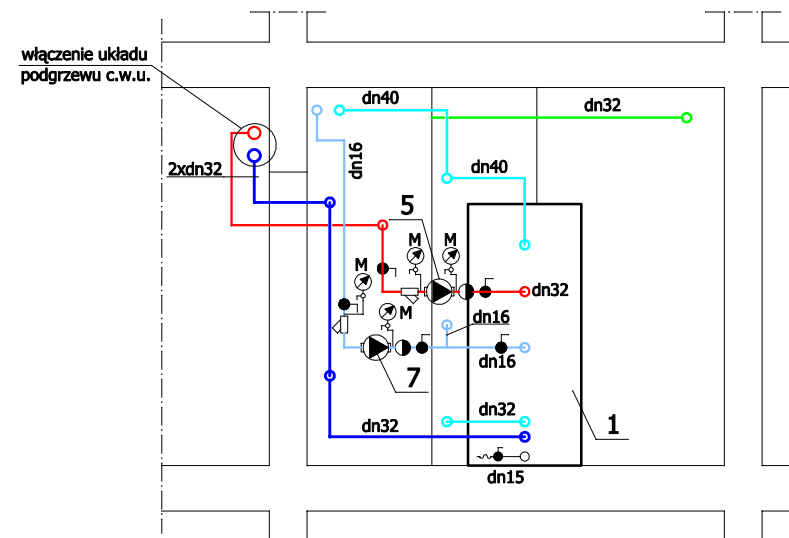 włączenie układu
podgrzewu c.w.u.
dn40
dn32
dn16
2xdn32
dn40
5
M
M
M
dn32
M
dn16
dn16
7
dn32
dn32
1
dn15